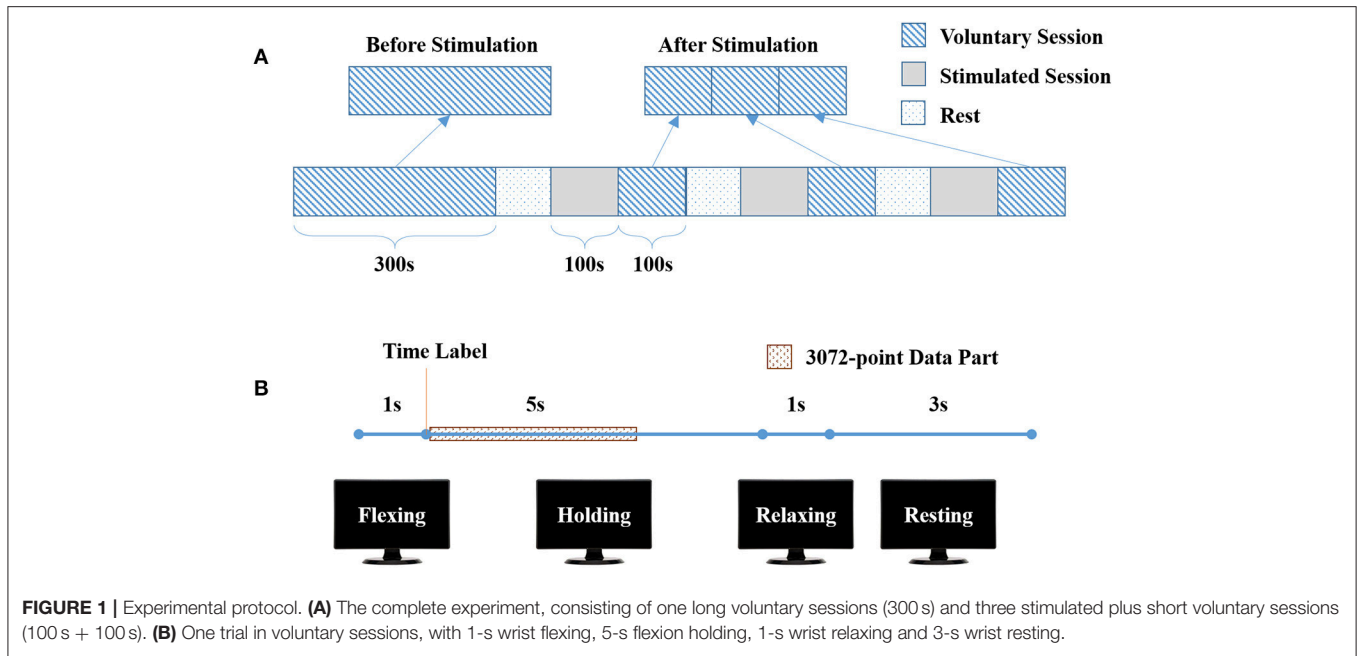 A
Before Stimulation
After Stimulation
Voluntary Session
Stimulated Session
Rest
300s
100s
100s
Time Label
3072-point Data Part
B
1s
5s
1s
3s
Flexing
Holding
Relaxing
Resting
FIGURE 1 | Experimental protocol. (A) The complete experiment, consisting of one long voluntary sessions (300 s) and three stimulated plus short voluntary sessions
(100 s + 100 s). (B) One trial in voluntary sessions, with 1-s wrist flexing, 5-s flexion holding, 1-s wrist relaxing and 3-s wrist resting.